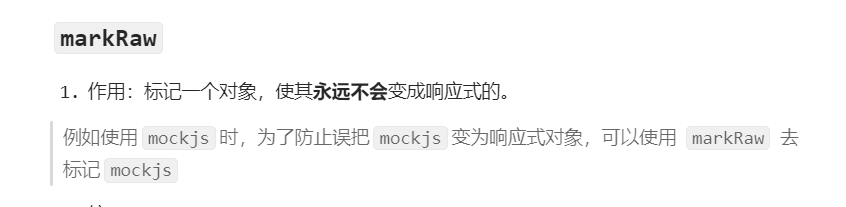 markRaw
1. 作用：标记一个对象，使其永远不会变成响应式的。
例如使用 mockjs 时，为了防止误把 mockjs 变为响应式对象，可以使用 markRaw 去
标记 mockjs